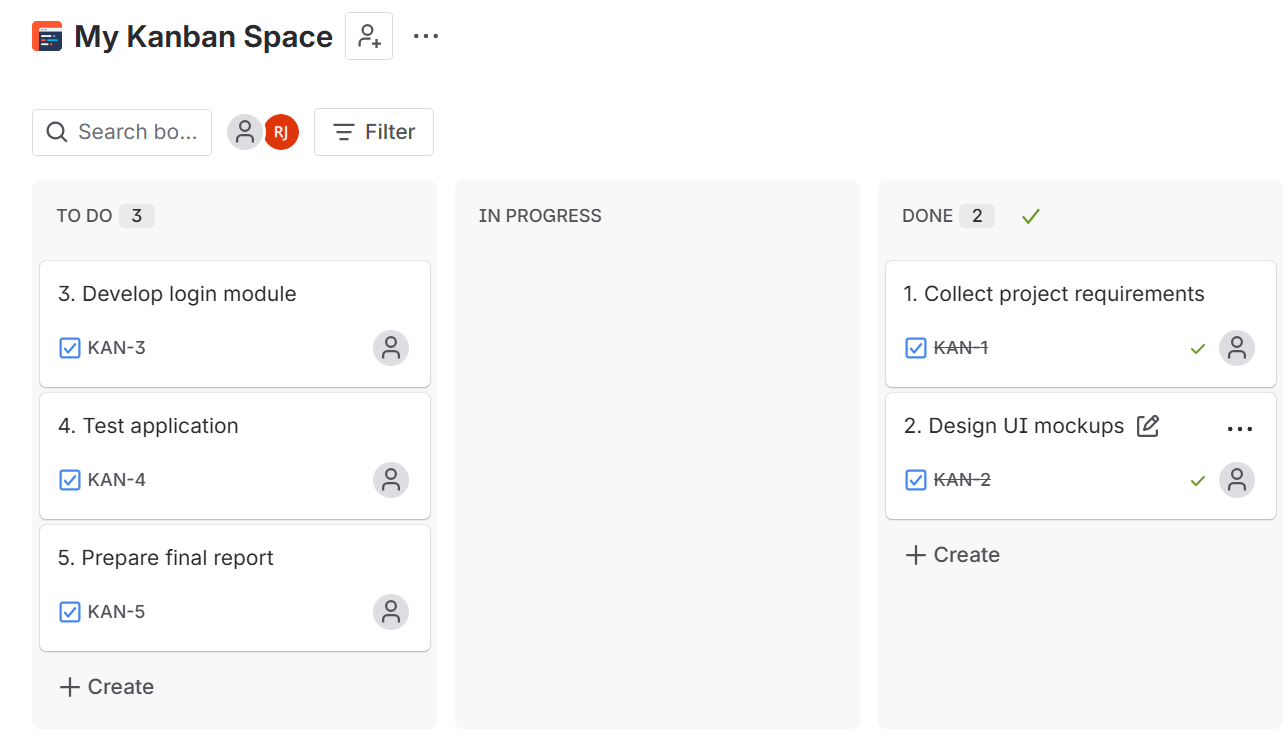 My Kanban Space
Search bo...
RJ
Filter
TO DO 3
3. Develop login module
KAN-3
4. Test application
KAN-4
5. Prepare final report
KAN-5
+ Create
IN PROGRESS
DONE 2
1. Collect project requirements
KAN-1
2. Design UI mockups
KAN-2
+ Create